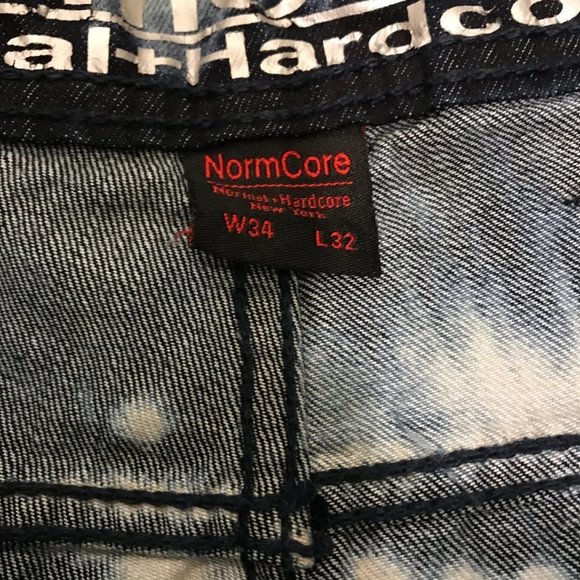 al+Hardco
NormCore
Normal+Hardcore
New York
W34 L32